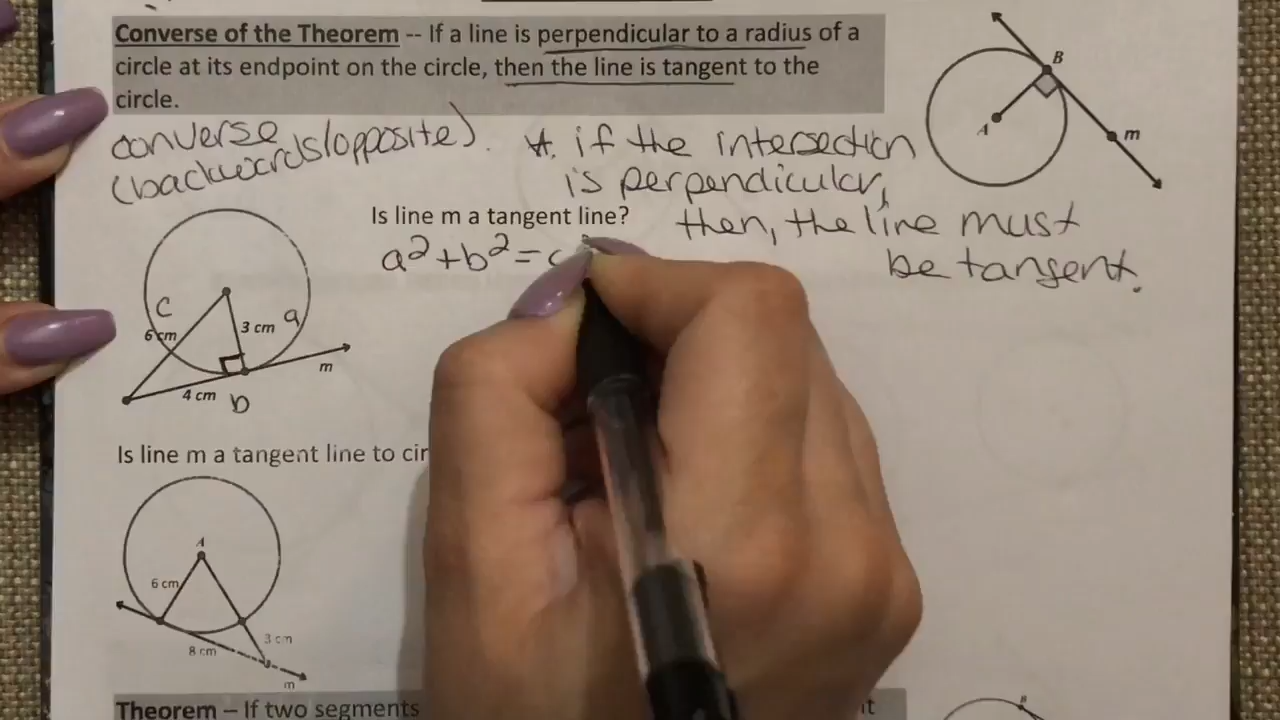 Converse of the Theorem -- If a line is perpendicular to a radius of a
circle at its endpoint on the circle, then the line is tangent to the
circle.
B
A
m
converse
(backwards/opposite).
* if the intersection
is perpendicular,
then, the line must
be tangent.
Is line m a tangent line?
a²+b²=c
c
6 cm
3 cm
a
m
4 cm
b
Is line m a tangent line to cir
A
6 cm
3 cm
8 cm
m
Theorem – If two segments